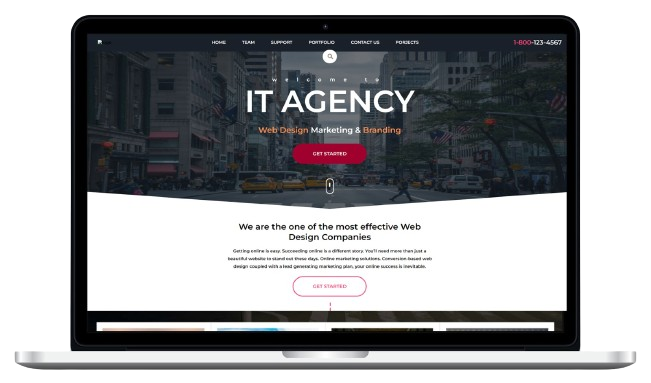 HOME TEAM SUPPORT PORTFOLIO CONTACT US PORJECTS 1-800-123-4567
welcome to
IT AGENCY
Web Design Marketing & Branding
GET STARTED
We are the one of the most effective Web
Design Companies
Getting online is easy. Succeeding online is a different story. You'll need more than just a
beautiful website to stand out these days. Online marketing solutions. Conversion-based web
design coupled with a lead generating marketing plan, your online success is inevitable.
GET STARTED